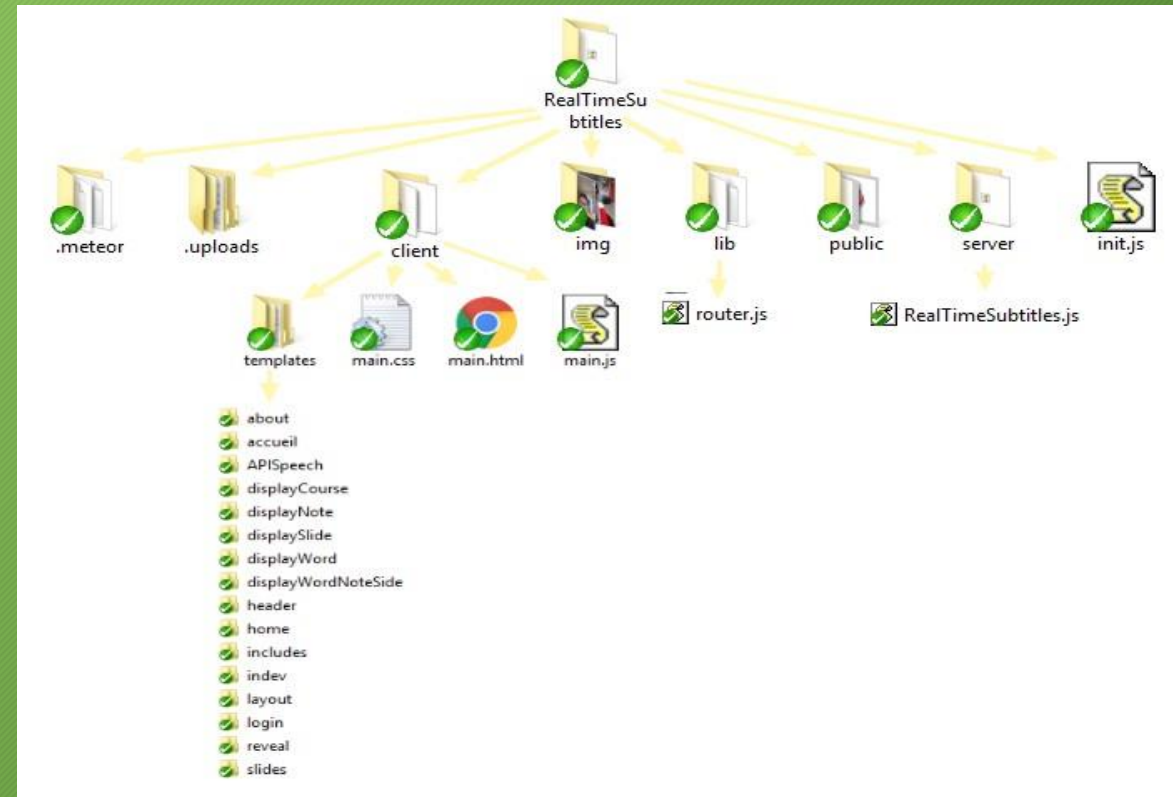 RealTimeSu
btitles
.meteor
.uploads
client
img
lib
public
server
init.js
templates
main.css
main.html
main.js
router.js
RealTimeSubtitles.js
about
accueil
APISpeech
displayCourse
displayNote
displaySlide
displayWord
displayWordNoteSide
header
home
includes
indev
layout
login
reveal
slides